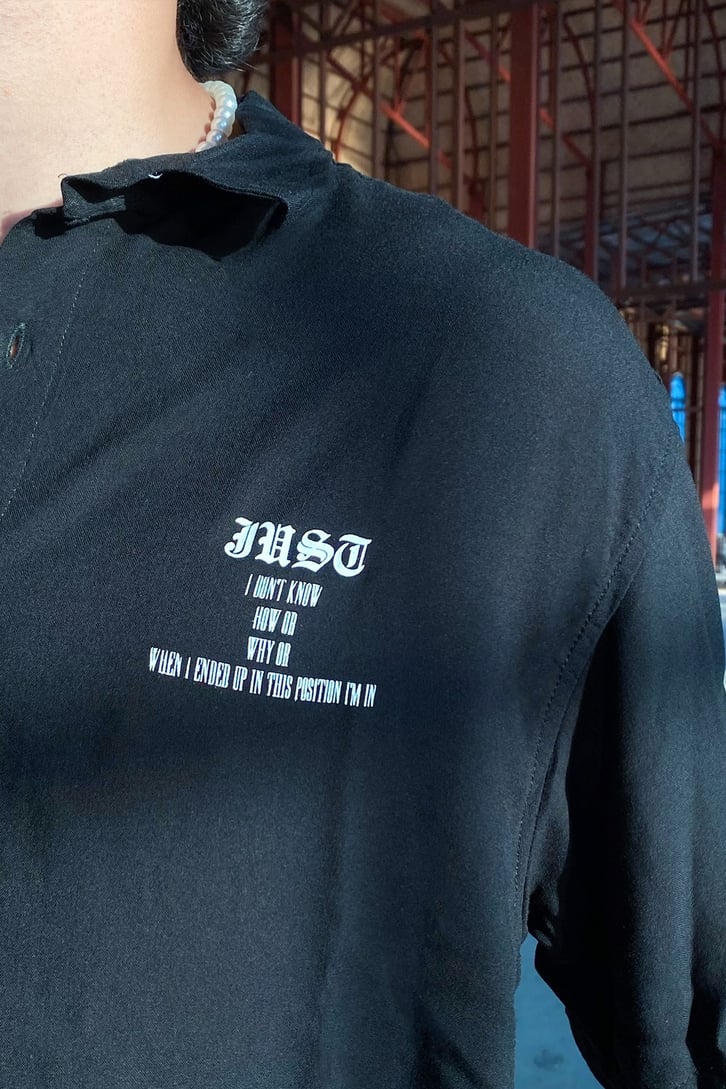 JUST
I DON'T KNOW
HOW OR
WHY OR
WHEN I ENDED UP IN THIS POSITION I'M IN